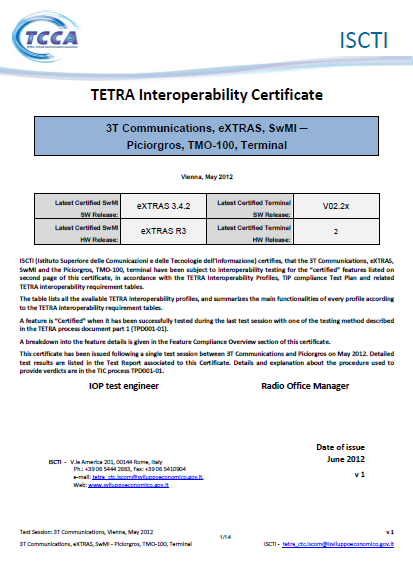 TCCA
ISCTI
TETRA Interoperability Certificate
3T Communications, eXTRAS, SwMI —
Piciorgros, TMO-100, Terminal
Vienna, May 2012
Latest Certified SwMI
SW Release:
eXTRAS 3.4.2
Latest Certified Terminal
SW Release:
V02.2x
Latest Certified SwMI
HW Release:
eXTRAS R3
Latest Certified Terminal
HW Release:
2
ISCTI (Istituto Superiore delle Comunicazioni e delle Tecnologie dell'Informazione) certifies, that the 3T Communications, eXTRAS,
SwMI and the Piciorgros, TMO-100, terminal have been subject to interoperability testing for the "certified" features listed on
second page of this certificate, in accordance with the TETRA Interoperability Profiles, TIP compliance Test Plan and related
TETRA interoperability requirement tables.
The table lists all the available TETRA interoperability profiles, and summarizes the main functionalities of every profile according
to the TETRA interoperability requirements.
A feature is "Certified" when it has been successfully tested during the last test session with one of the testing method described
in the TETRA process document part 1 (TPD001-01).
A breakdown into the feature details is given in the Feature Compliance Overview section of this certificate.
This certificate has been issued following a single test session between 3T Communications and Piciorgros on May 2012. Detailed
test results are listed in the Test Report associated to this Certificate. Details and explanation about the procedure used to
provide verdicts are in the TIC process TPD001-01.
IOP test engineer
Radio Office Manager
Date of issue
June 2012
v 1
ISCTI - V.le America 201, 00144 Rome, Italy
Ph.: +39 06 5444 2663, Fax: +39 06 5410904
e-mail: tetra_ctc.iscom@sviluppoeconomico.gov.it,
Web: www.sviluppoeconomico.gov.it
Test Session: 3T Communications, Vienna, May 2012
v 1
1/14
3T Communications, eXTRAS, SwMI - Piciorgros, TMO-100, Terminal
ISCTI - tetra_ctc.iscom@sviluppoeconomico.gov.it